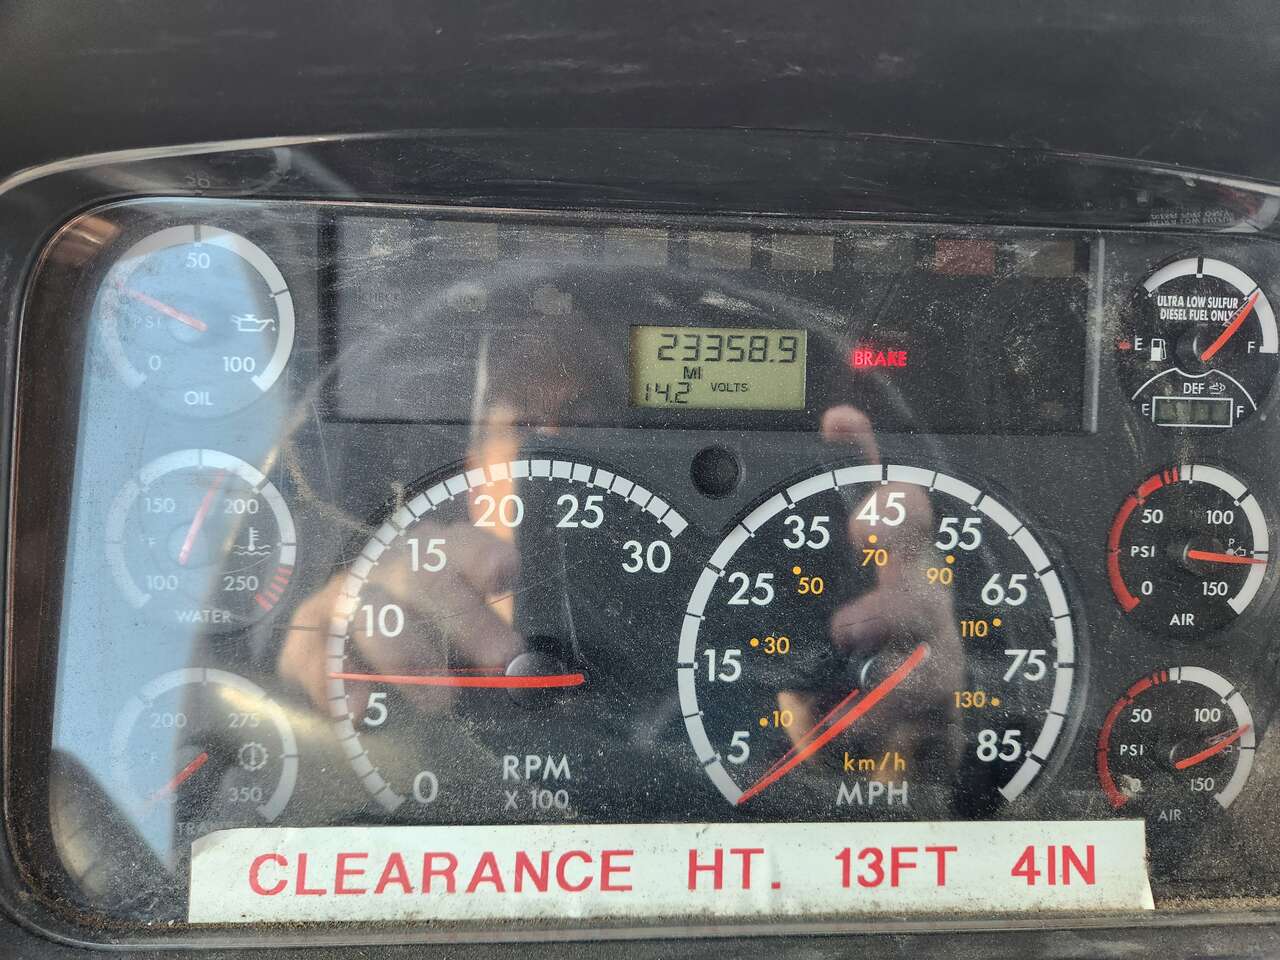 50
PSI
0 100
OIL
150 200
F
100 250
WATER
200 275
350
TRANS
CHECK
23358.9
MI
14.2 VOLTS
BRAKE
ULTRA LOW SULFUR
DIESEL FUEL ONLY
E F
DEF
E F
50 100
PSI
0 150
AIR
50 100
PSI
0 150
AIR
0 5 10 15 20 25 30
RPM
X 100
5 15 25 35 45 55 65 75 85
10 30 50 70 90 110 130
km/h
MPH
CLEARANCE HT. 13FT 4IN